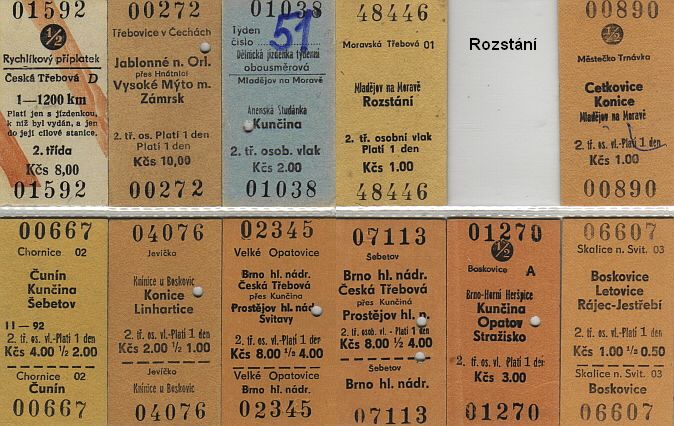 01592
1/2
Rychlíkový příplatek
Česká Třebová D
1—1200 km
Platí jen s jízdenkou,
k níž byl vydán, a jen
do její cílové stanice.
2. třída
Kčs 8,00
01592
00272
Třebovice v Čechách
Jablonné n. Orl.
přes Hnátnici
Vysoké Mýto m.
Zámrsk
2. tř. os. Platí 1 den
Platí 1 den
Kčs 10,00
00272
01038
Týden
číslo
51
Dělnická jízdenka týdenní
obousměrová
Mladějov na Moravě
Anenská Studánka
Kunčina
2. tř. osob. vlak
Kčs 2.00
01038
48446
Moravská Třebová 01
Mladějov na Moravě
Rozstání
2. tř. osobní vlak
Platí 1 den
Kčs 1.00
48446
Rozstání
00890
1/2
Městečko Trnávka
Cetkovice
Konice
Mladějov na Moravě
2. tř. os. vl.-Platí 1 den
Kčs 1.00
00890
00667
Chornice 02
Čunín
Kunčina
Šebetov
11-92
2. tř. os. vl.-Platí 1 den
Kčs 4.00 1/2 2.00
Chornice 02
Čunín
00667
04076
Jevíčko
Knínice u Boskovic
Konice
Linhartice
2. tř. os. vl.-Platí 1 den
Kčs 2.00 1/2 1.00
Jevíčko
Knínice u Boskovic
04076
02345
Velké Opatovice
Brno hl. nádr.
Česká Třebová
přes Kunčina
Prostějov hl. nád
Svitavy
2. tř. os. vl.-Platí 1 den
Kčs 8.00 1/2 4.00
Velké Opatovice
Brno hl. nádr.
02345
07113
Šebetov
Brno hl. nádr.
Česká Třebová
přes Kunčina
Prostějov hl. n.
2. tř. osob. vl.-Platí 1 den
Kčs 8.00 1/2 4.00
Šebetov
Brno hl. nádr.
07113
01270
1/2
Boskovice A
Brno-Horní Heršpice
Kunčina
Opatov
Stražisko
2. tř. os. vl. Platí 1 den
Kčs 3.00
01270
06607
Skalice n. Svit. 03
Boskovice
Letovice
Rájec-Jestřebí
2. tř. os. vl.-Platí 1 den
Kčs 1.00 1/2 0.50
Skalice n. Svit. 03
Boskovice
06607